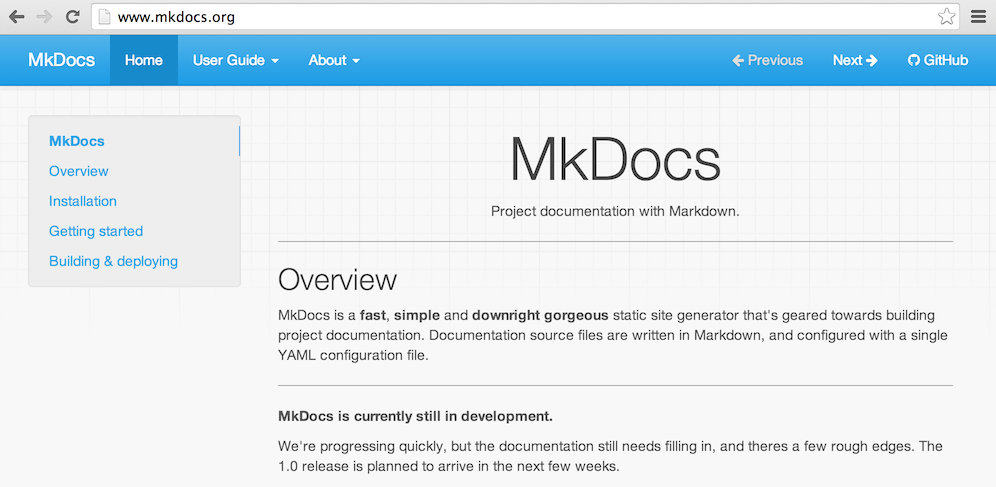 www.mkdocs.org
MkDocs Home User Guide About Previous Next GitHub
MkDocs
Overview
Installation
Getting started
Building & deploying
MkDocs
Project documentation with Markdown.
Overview
MkDocs is a fast, simple and downright gorgeous static site generator that's geared towards building
project documentation. Documentation source files are written in Markdown, and configured with a single
YAML configuration file.
MkDocs is currently still in development.
We're progressing quickly, but the documentation still needs filling in, and theres a few rough edges. The
1.0 release is planned to arrive in the next few weeks.